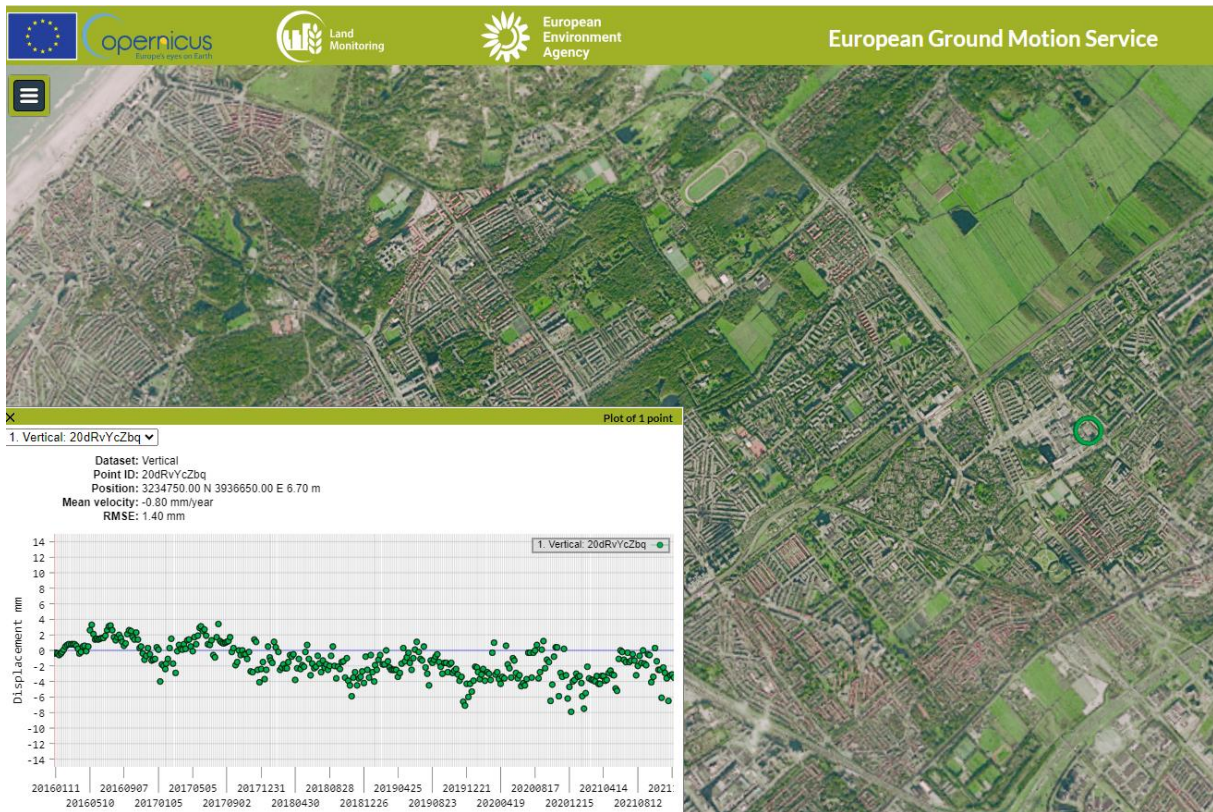 opernicus
Europe's eyes on Earth
Land
Monitoring
European
Environment
Agency
European Ground Motion Service
Plot of 1 point
1. Vertical: 20dRvYcZbq
Dataset: Vertical
Point ID: 20dRvYcZbq
Position: 3234750.00 N 3936650.00 E 6.70 m
Mean velocity: -0.80 mm/year
RMSE: 1.40 mm
1. Vertical: 20dRvYcZbq
Displacement mm
14
12
10
8
6
4
2
0
-2
-4
-6
-8
-10
-12
-14
20160111 20160907 20170505 20171231 20180828 20190425 20191221 20200817 20210414 20211
20160510 20170105 20170902 20180430 20181226 20190823 20200419 20201215 20210812